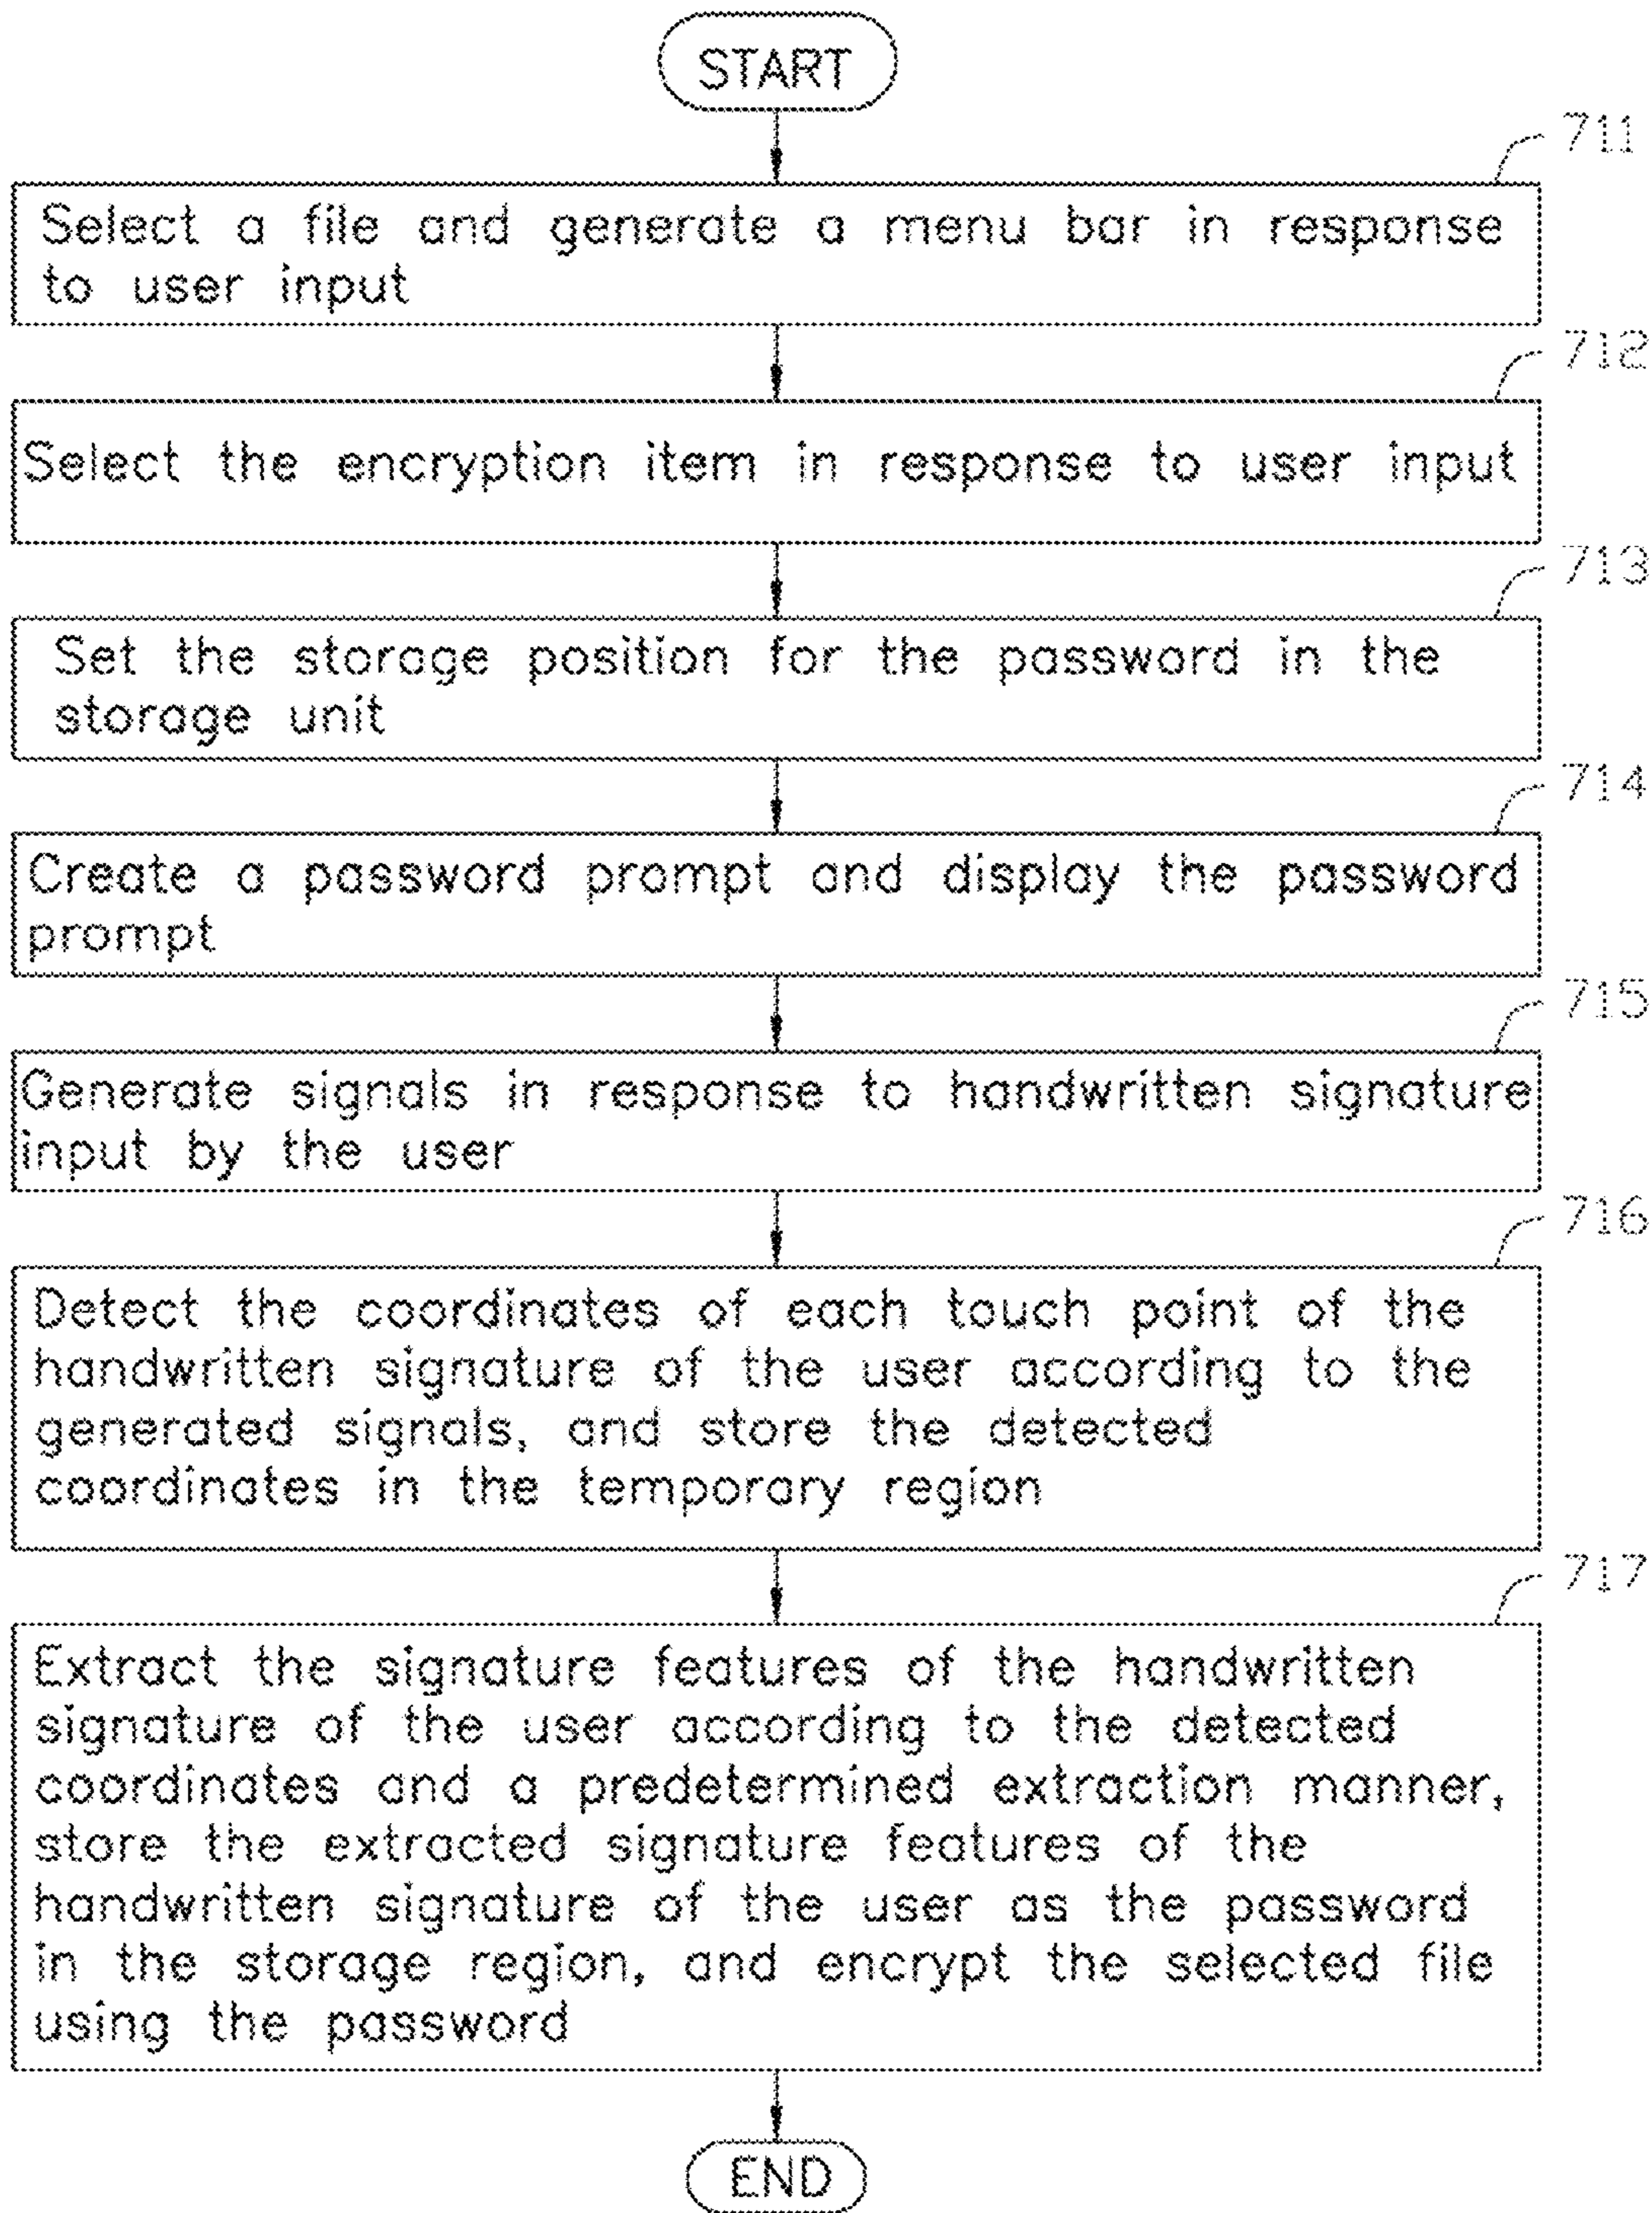 START
711
Select a file and generate a menu bar in response
to user input
712
Select the encryption item in response to user input
713
Set the storage position for the password in the
storage unit
714
Create a password prompt and display the password
prompt
715
Generate signals in response to handwritten signature
input by the user
716
Detect the coordinates of each touch point of the
handwritten signature of the user according to the
generated signals, and store the detected
coordinates in the temporary region
717
Extract the signature features of the handwritten
signature of the user according to the detected
coordinates and a predetermined extraction manner,
store the extracted signature features of the
handwritten signature of the user as the password
in the storage region, and encrypt the selected file
using the password
END